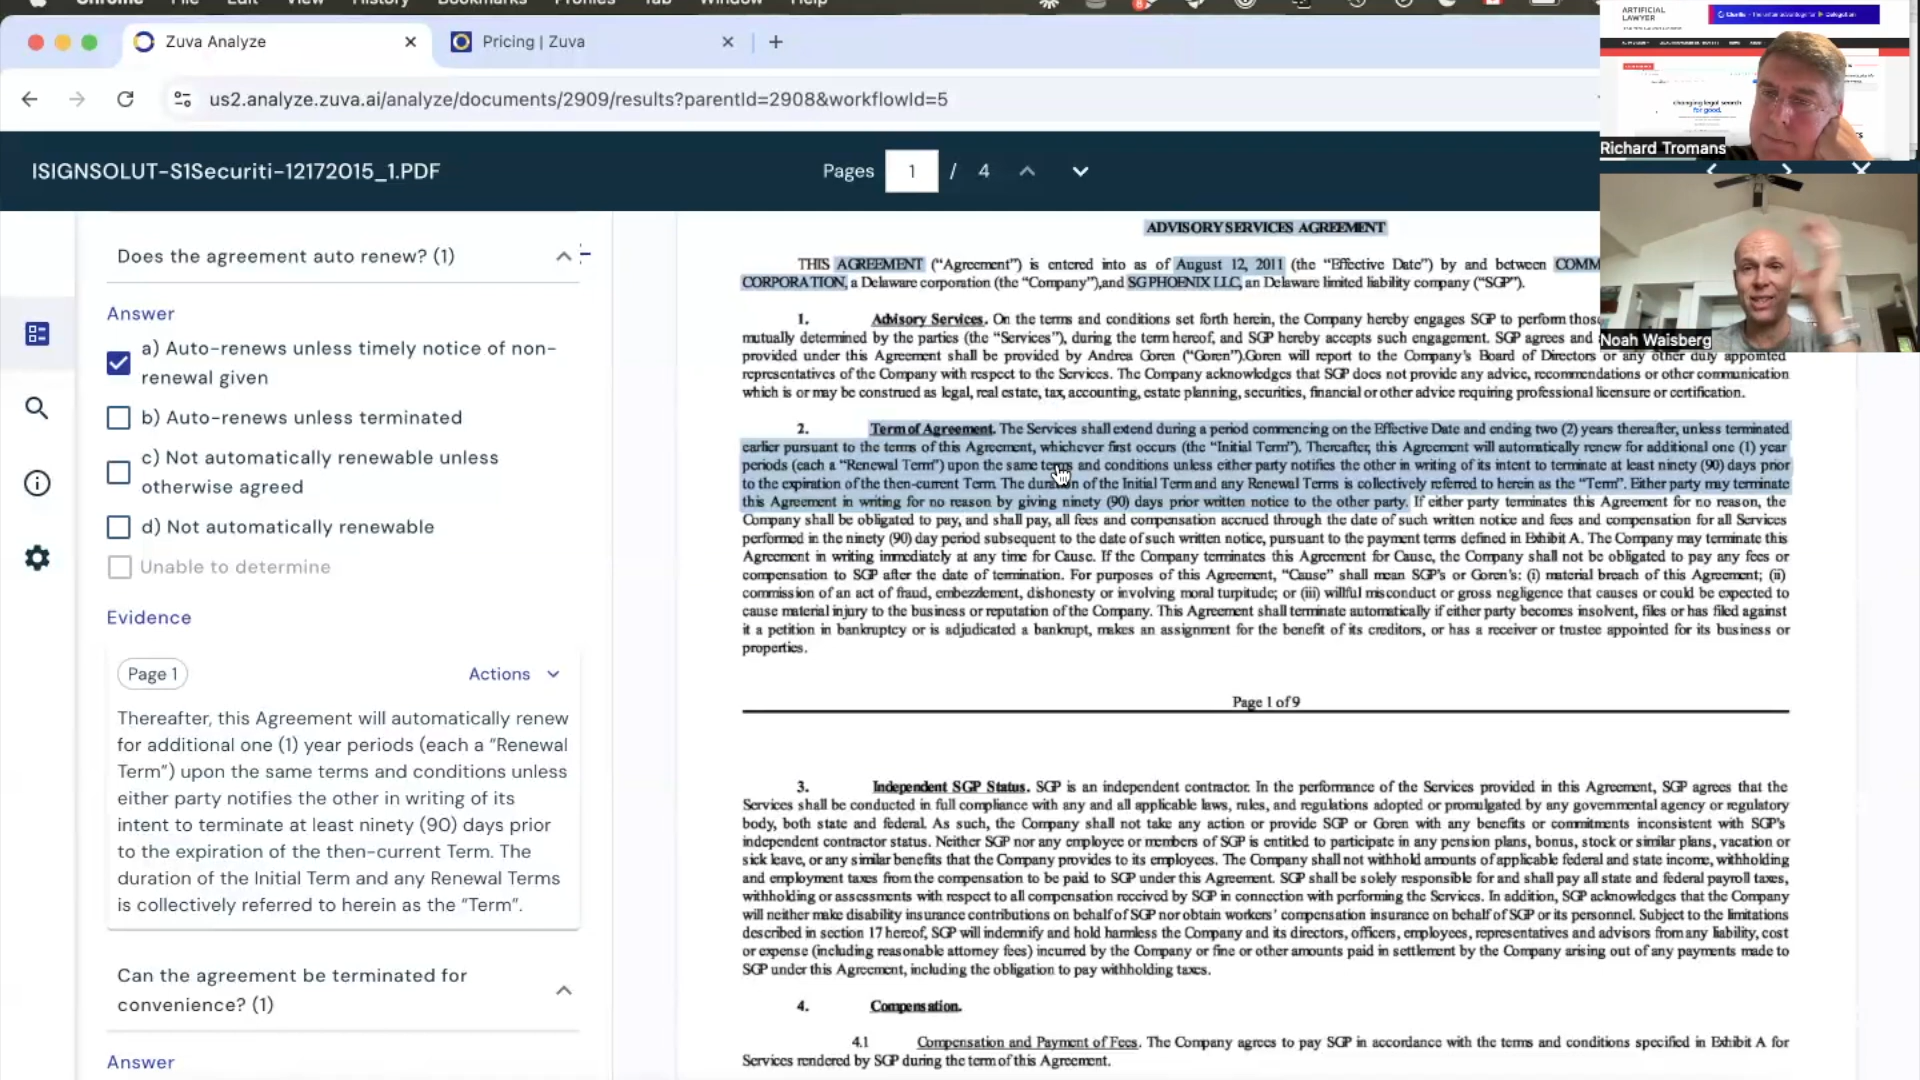 Chrome File Edit View History Bookmarks Profiles Tab Window Help
Zuva Analyze
Pricing | Zuva
us2.analyze.zuva.ai/analyze/documents/2909/results?parentId=2908&workflowId=5
ARTIFICIAL
LAWYER
changing legal search
for good.
Richard Tromans
Noah Waisberg
ISIGNSOLUT-S1Securiti-12172015_1.PDF
Pages 1 / 4
Does the agreement auto renew? (1)
Answer
a) Auto-renews unless timely notice of non-
renewal given
b) Auto-renews unless terminated
c) Not automatically renewable unless
otherwise agreed
d) Not automatically renewable
Unable to determine
Evidence
Page 1
Actions
Thereafter, this Agreement will automatically renew
for additional one (1) year periods (each a “Renewal
Term”) upon the same terms and conditions unless
either party notifies the other in writing of its
intent to terminate at least ninety (90) days prior
to the expiration of the then-current Term. The
duration of the Initial Term and any Renewal Terms
is collectively referred to herein as the “Term”.
Can the agreement be terminated for
convenience? (1)
Answer
ADVISORY SERVICES AGREEMENT
THIS AGREEMENT (“Agreement”) is entered into as of August 12, 2011 (the “Effective Date”) by and between COMM
CORPORATION, a Delaware corporation (the “Company”),and SG PHOENIX LLC, an Delaware limited liability company (“SGP”).
1. Advisory Services. On the terms and conditions set forth herein, the Company hereby engages SGP to perform those
mutually determined by the parties (the “Services”), during the term hereof, and SGP hereby accepts such engagement. SGP agrees and
provided under this Agreement shall be provided by Andrea Goren (“Goren”).Goren will report to the Company’s Board of Directors or any other duly appointed
representatives of the Company with respect to the Services. The Company acknowledges that SGP does not provide any advice, recommendations or other communication
which is or may be construed as legal, real estate, tax, accounting, estate planning, securities, financial or other advice requiring professional licensure or certification.
2. Term of Agreement. The Services shall extend during a period commencing on the Effective Date and ending two (2) years thereafter, unless terminated
earlier pursuant to the terms of this Agreement, whichever first occurs (the “Initial Term”). Thereafter, this Agreement will automatically renew for additional one (1) year
periods (each a “Renewal Term”) upon the same terms and conditions unless either party notifies the other in writing of its intent to terminate at least ninety (90) days prior
to the expiration of the then-current Term. The duration of the Initial Term and any Renewal Terms is collectively referred to herein as the “Term”. Either party may terminate
this Agreement in writing for no reason by giving ninety (90) days prior written notice to the other party. If either party terminates this Agreement for no reason, the
Company shall be obligated to pay, and shall pay, all fees and compensation accrued through the date of such written notice and fees and compensation for all Services
performed in the ninety (90) day period subsequent to the date of such written notice, pursuant to the payment terms defined in Exhibit A. The Company may terminate this
Agreement in writing immediately at any time for Cause. If the Company terminates this Agreement for Cause, the Company shall not be obligated to pay any fees or
compensation to SGP after the date of termination. For purposes of this Agreement, “Cause” shall mean SGP’s or Goren’s: (i) material breach of this Agreement; (ii)
commission of an act of fraud, embezzlement, dishonesty or involving moral turpitude; or (iii) willful misconduct or gross negligence that causes or could be expected to
cause material injury to the business or reputation of the Company. This Agreement shall terminate automatically if either party becomes insolvent, files or has filed against
it a petition in bankruptcy or is adjudicated a bankrupt, makes an assignment for the benefit of its creditors, or has a receiver or trustee appointed for its business or
properties.
Page 1 of 9
3. Independent SGP Status. SGP is an independent contractor. In the performance of the Services provided in this Agreement, SGP agrees that the
Services shall be conducted in full compliance with any and all applicable laws, rules, and regulations adopted or promulgated by any governmental agency or regulatory
body, both state and federal. As such, the Company shall not take any action or provide SGP or Goren with any benefits or commitments inconsistent with SGP’s
independent contractor status. Neither SGP nor any employee or members of SGP is entitled to participate in any pension plans, bonus, stock or similar plans, vacation or
sick leave, or any similar benefits that the Company provides to its employees. The Company shall not withhold amounts of applicable federal and state income, withholding
and employment taxes from the compensation to be paid to SGP under this Agreement. SGP shall be solely responsible for and shall pay all state and federal payroll taxes,
withholding or assessments with respect to all compensation received by SGP in connection with performing the Services. In addition, SGP acknowledges that the Company
will neither make disability insurance contributions on behalf of SGP nor obtain workers’ compensation insurance on behalf of SGP or its personnel. Subject to the limitations
described in section 17 hereof, SGP will indemnify and hold harmless the Company and its directors, officers, employees, representatives and advisors from any liability, cost
or expense (including reasonable attorney fees) incurred by the Company or fine or other amounts paid in settlement by the Company arising out of any payments made to
SGP under this Agreement, including the obligation to pay withholding taxes.
4. Compensation.
4.1 Compensation and Payment of Fees. The Company agrees to pay SGP in accordance with the terms and conditions specified in Exhibit A for
Services rendered by SGP during the term of this Agreement.